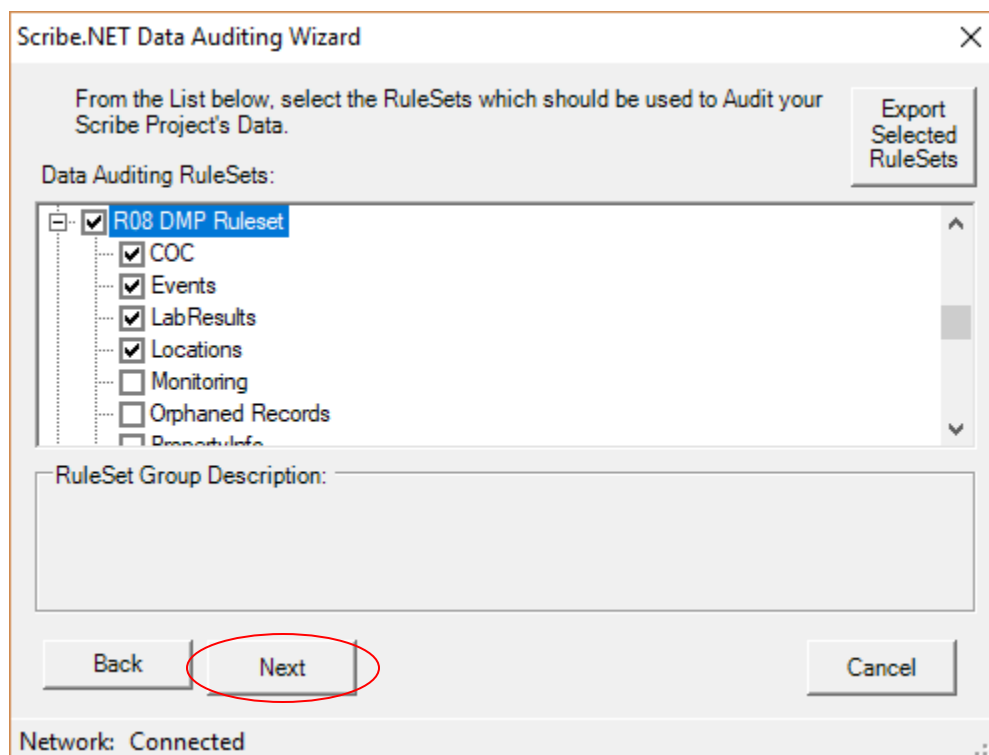 Scribe.NET Data Auditing Wizard
From the List below, select the RuleSets which should be used to Audit your
Scribe Project's Data.
Export
Selected
RuleSets
Data Auditing RuleSets:
R08 DMP Ruleset
COC
Events
LabResults
Locations
Monitoring
Orphaned Records
PropertyInfo
RuleSet Group Description:
Back
Next
Cancel
Network: Connected